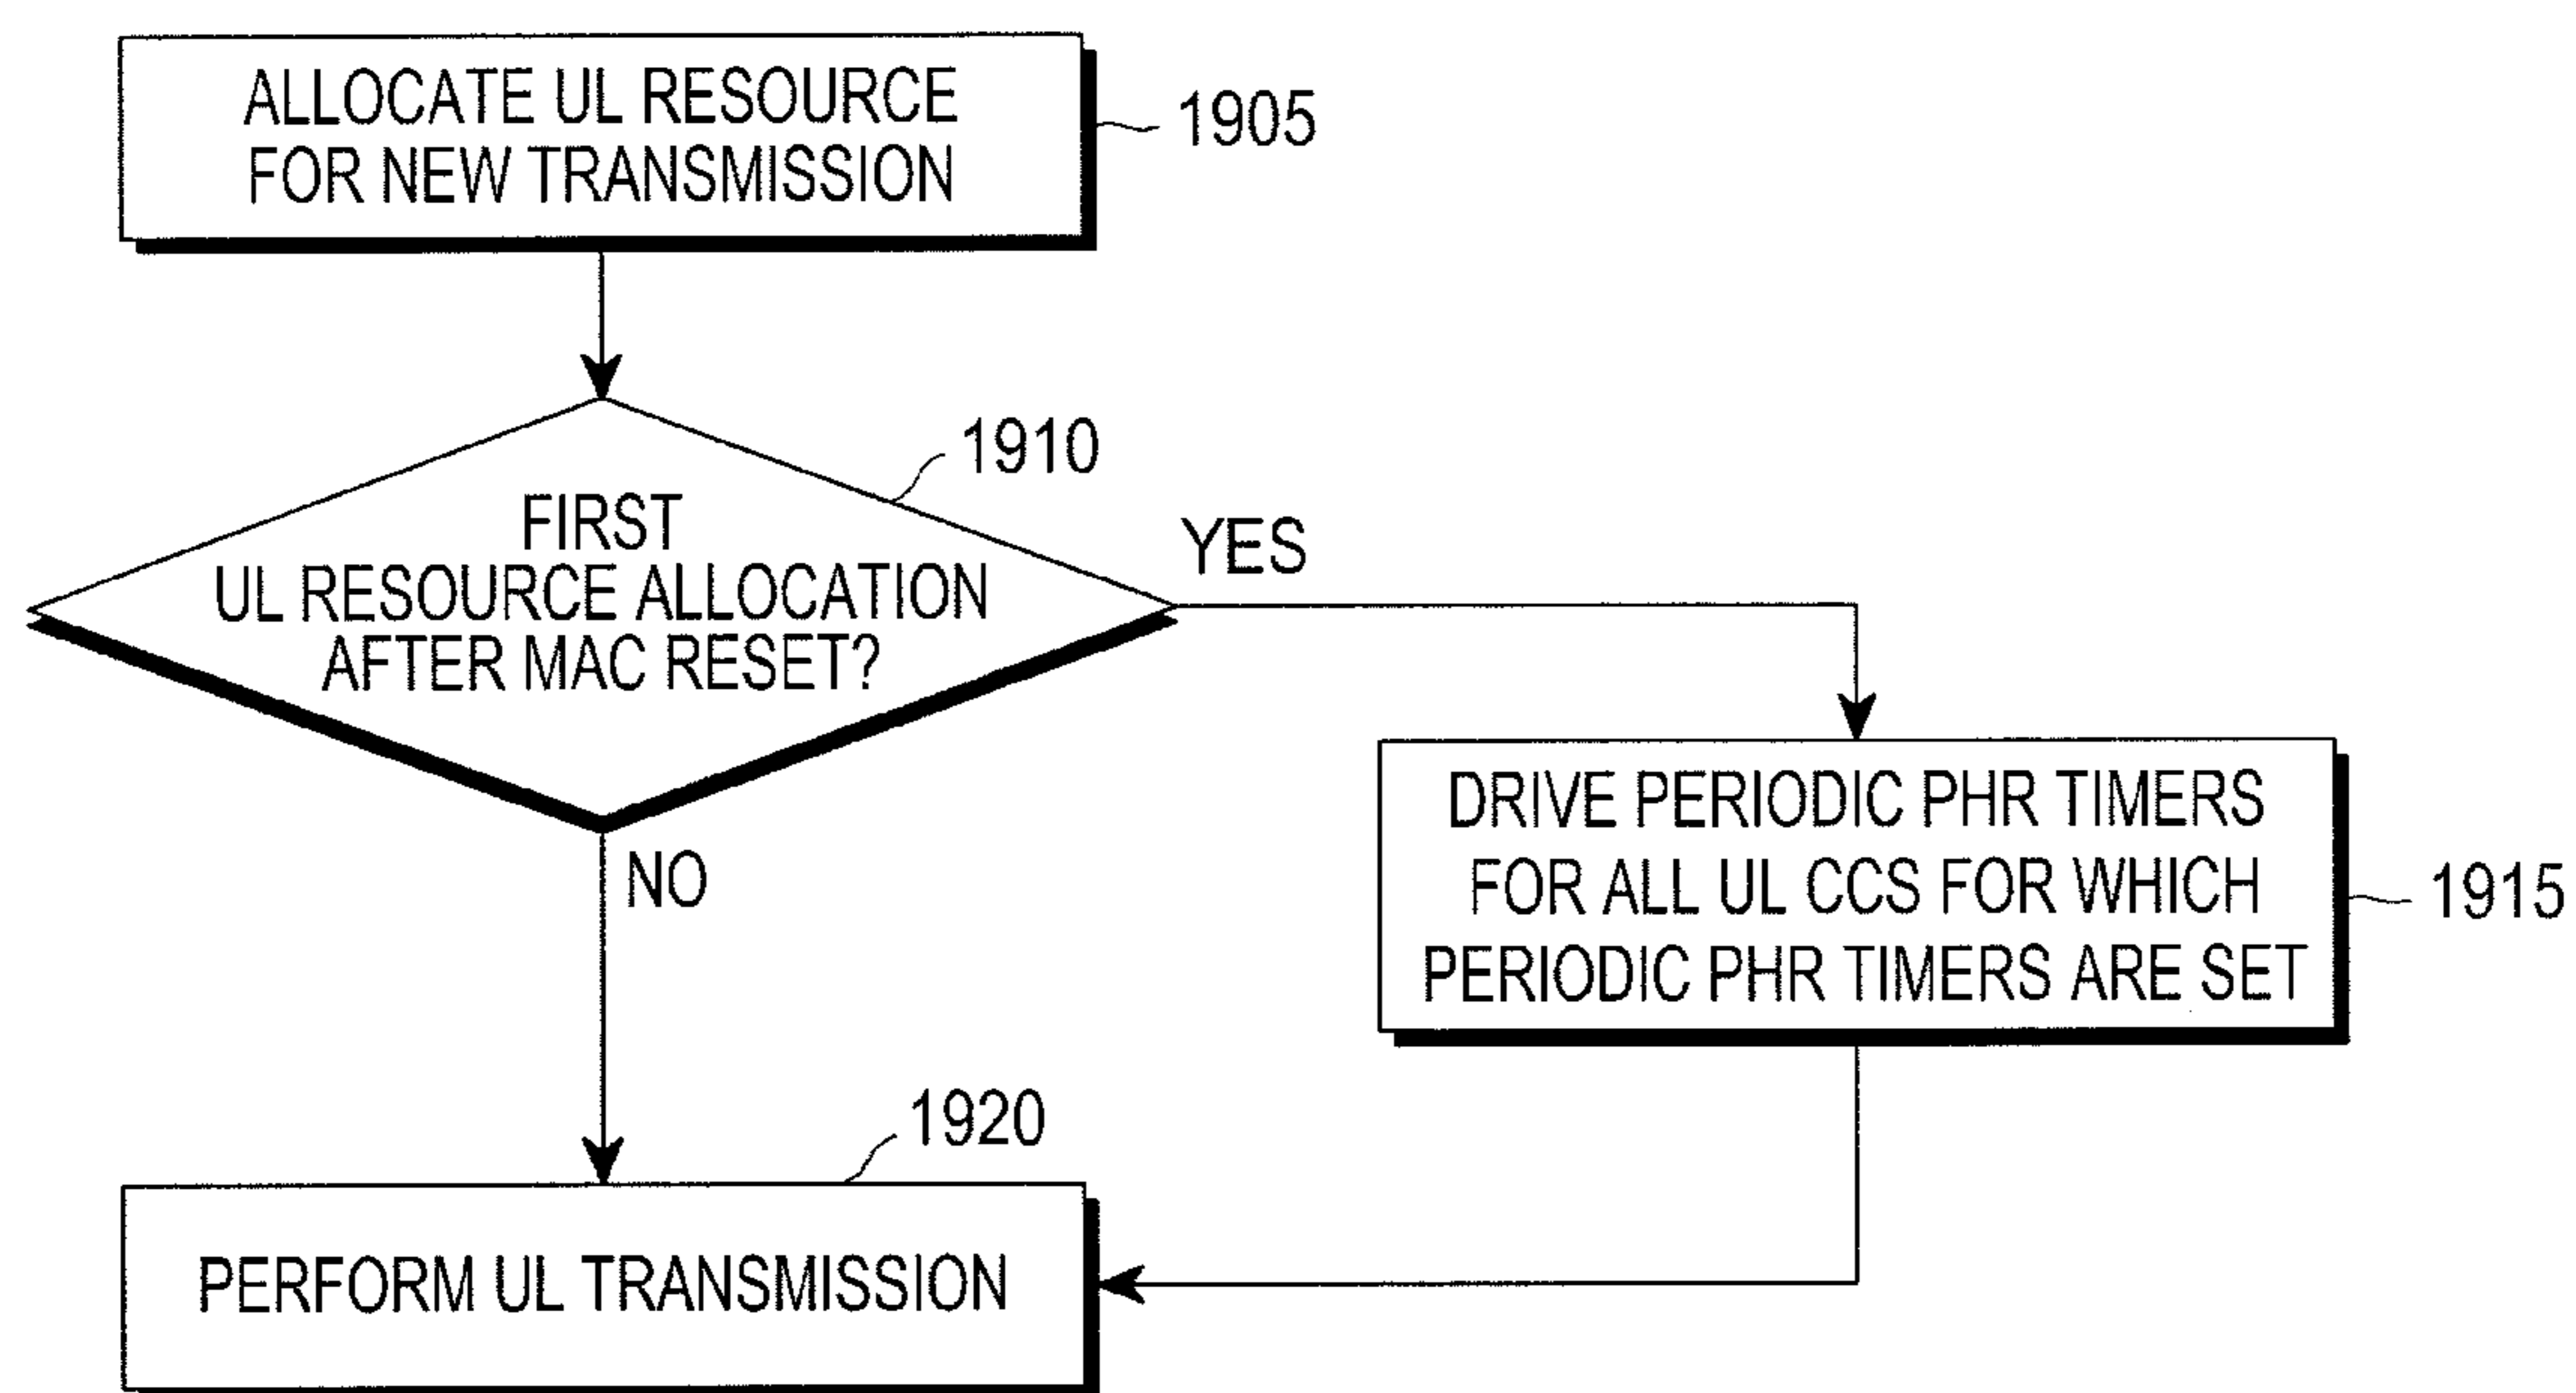 ALLOCATE UL RESOURCE
FOR NEW TRANSMISSION
1905
1910
FIRST
UL RESOURCE ALLOCATION
AFTER MAC RESET?
YES
NO
DRIVE PERIODIC PHR TIMERS
FOR ALL UL CCS FOR WHICH
PERIODIC PHR TIMERS ARE SET
1915
1920
PERFORM UL TRANSMISSION